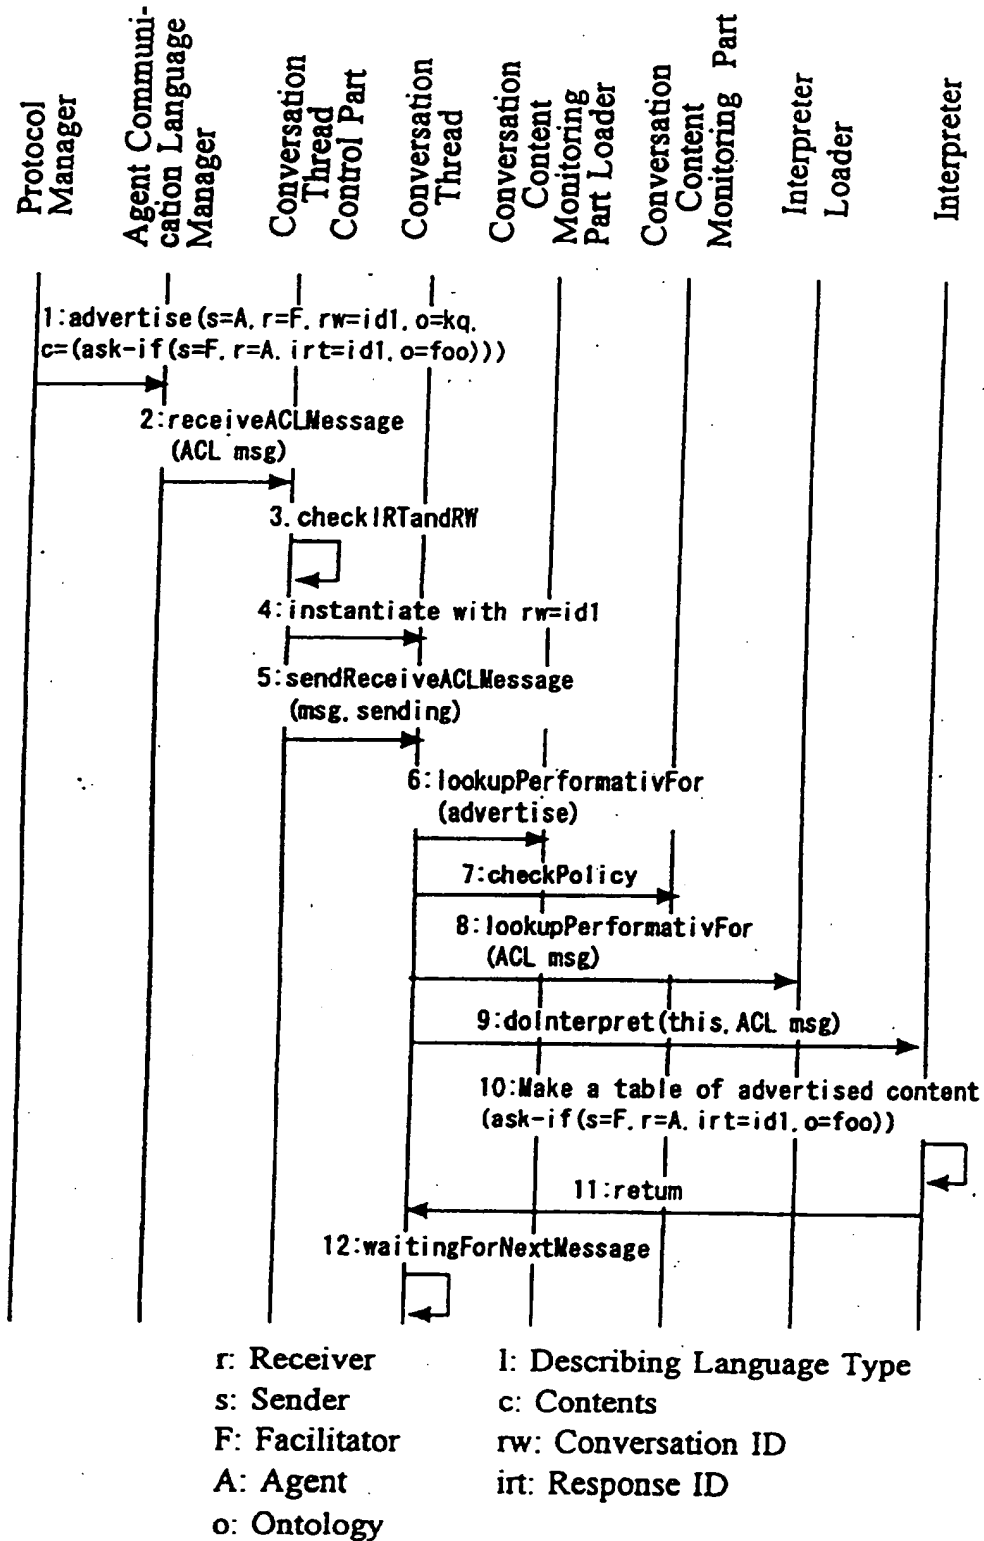 Protocol
Manager
Agent Communi-
cation Language
Manager
Conversation
Thread
Control Part
Conversation
Thread
Conversation
Content
Monitoring
Part Loader
Conversation
Content
Monitoring Part
Interpreter
Loader
Interpreter
1:advertise(s=A, r=F, rw=id1, o=kq,
c=(ask-if(s=F, r=A, irt=id1, o=foo)))
2:receiveACLMessage
(ACL msg)
3.checkIRTandRW
4:instantiate with rw=id1
5:sendReceiveACLMessage
(msg, sending)
6:lookupPerformativFor
(advertise)
7:checkPolicy
8:lookupPerformativFor
(ACL msg)
9:doInterpret(this, ACL msg)
10:Make a table of advertised content
(ask-if(s=F, r=A, irt=id1, o=foo))
11:retum
12:waitingForNextMessage
r: Receiver
s: Sender
F: Facilitator
A: Agent
o: Ontology
l: Describing Language Type
c: Contents
rw: Conversation ID
irt: Response ID